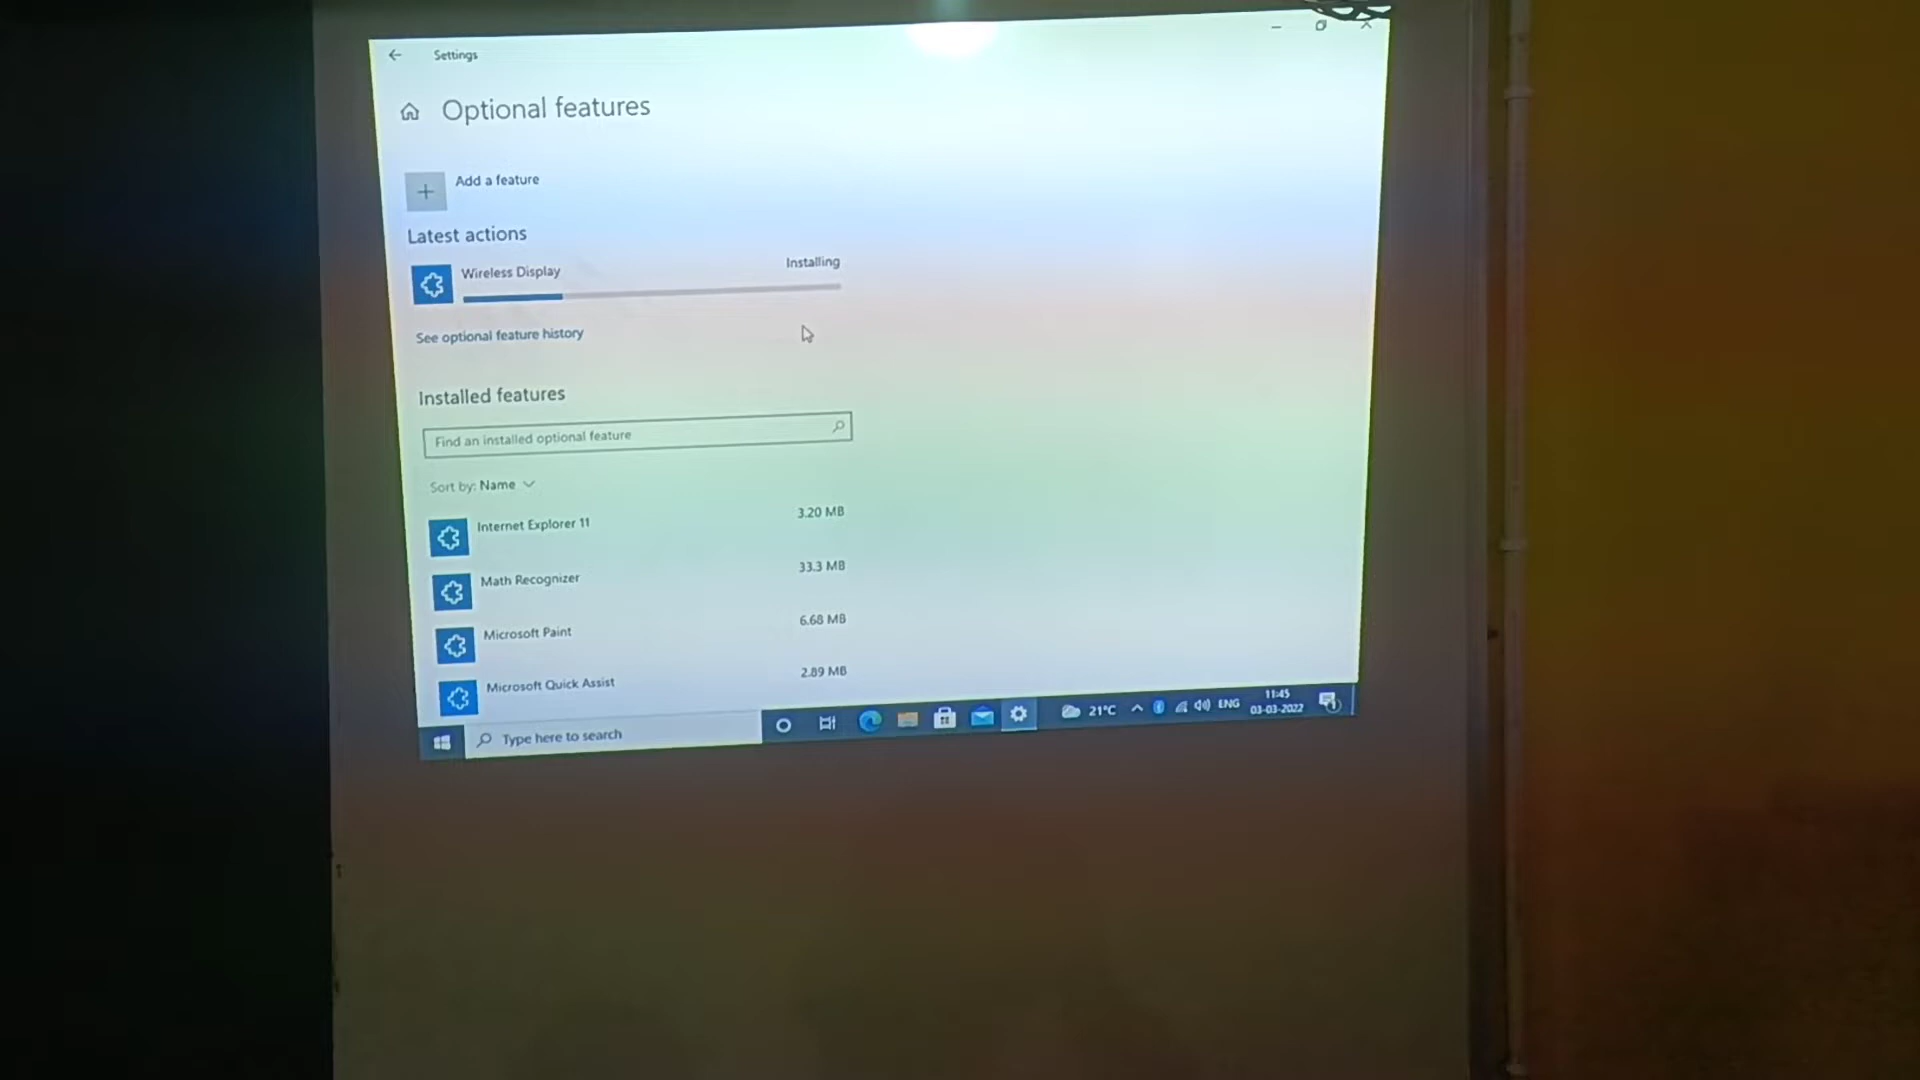 Settings
Optional features
Add a feature
Latest actions
Wireless Display
Installing
See optional feature history
Installed features
Find an installed optional feature
Sort by: Name
Internet Explorer 11
3.20 MB
Math Recognizer
33.3 MB
Microsoft Paint
6.68 MB
Microsoft Quick Assist
2.89 MB
Type here to search
21°C
ENG
11:45
03-03-2022